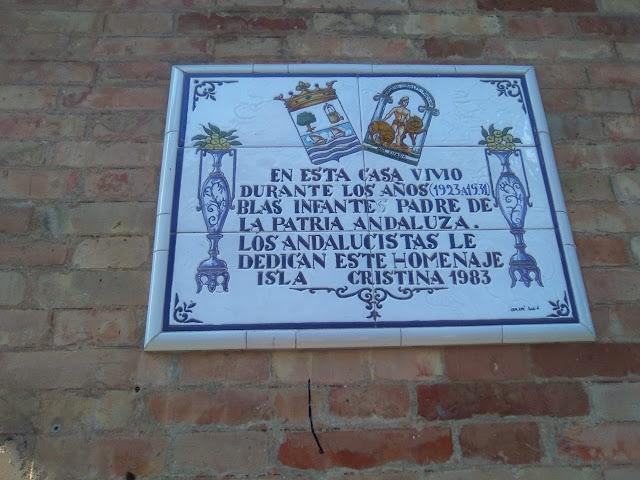 EN ESTA CASA VIVIO
DURANTE LOS AÑOS (1923 A 1931)
BLAS INFANTES PADRE DE
LA PATRIA ANDALUZA.
LOS ANDALUCISTAS LE
DEDICAN ESTE HOMENAJE
ISLA CRISTINA 1983